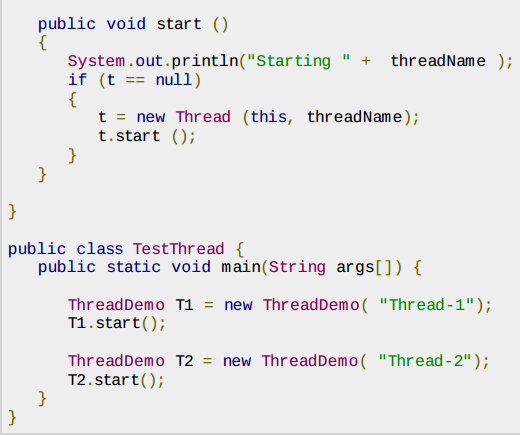 public void start ()
{
System.out.println("Starting " +  threadName );
if (t == null)
{
t = new Thread (this, threadName);
t.start ();
}
}
}
public class TestThread {
public static void main(String args[]) {
ThreadDemo T1 = new ThreadDemo( "Thread-1");
T1.start();
ThreadDemo T2 = new ThreadDemo( "Thread-2");
T2.start();
}
}